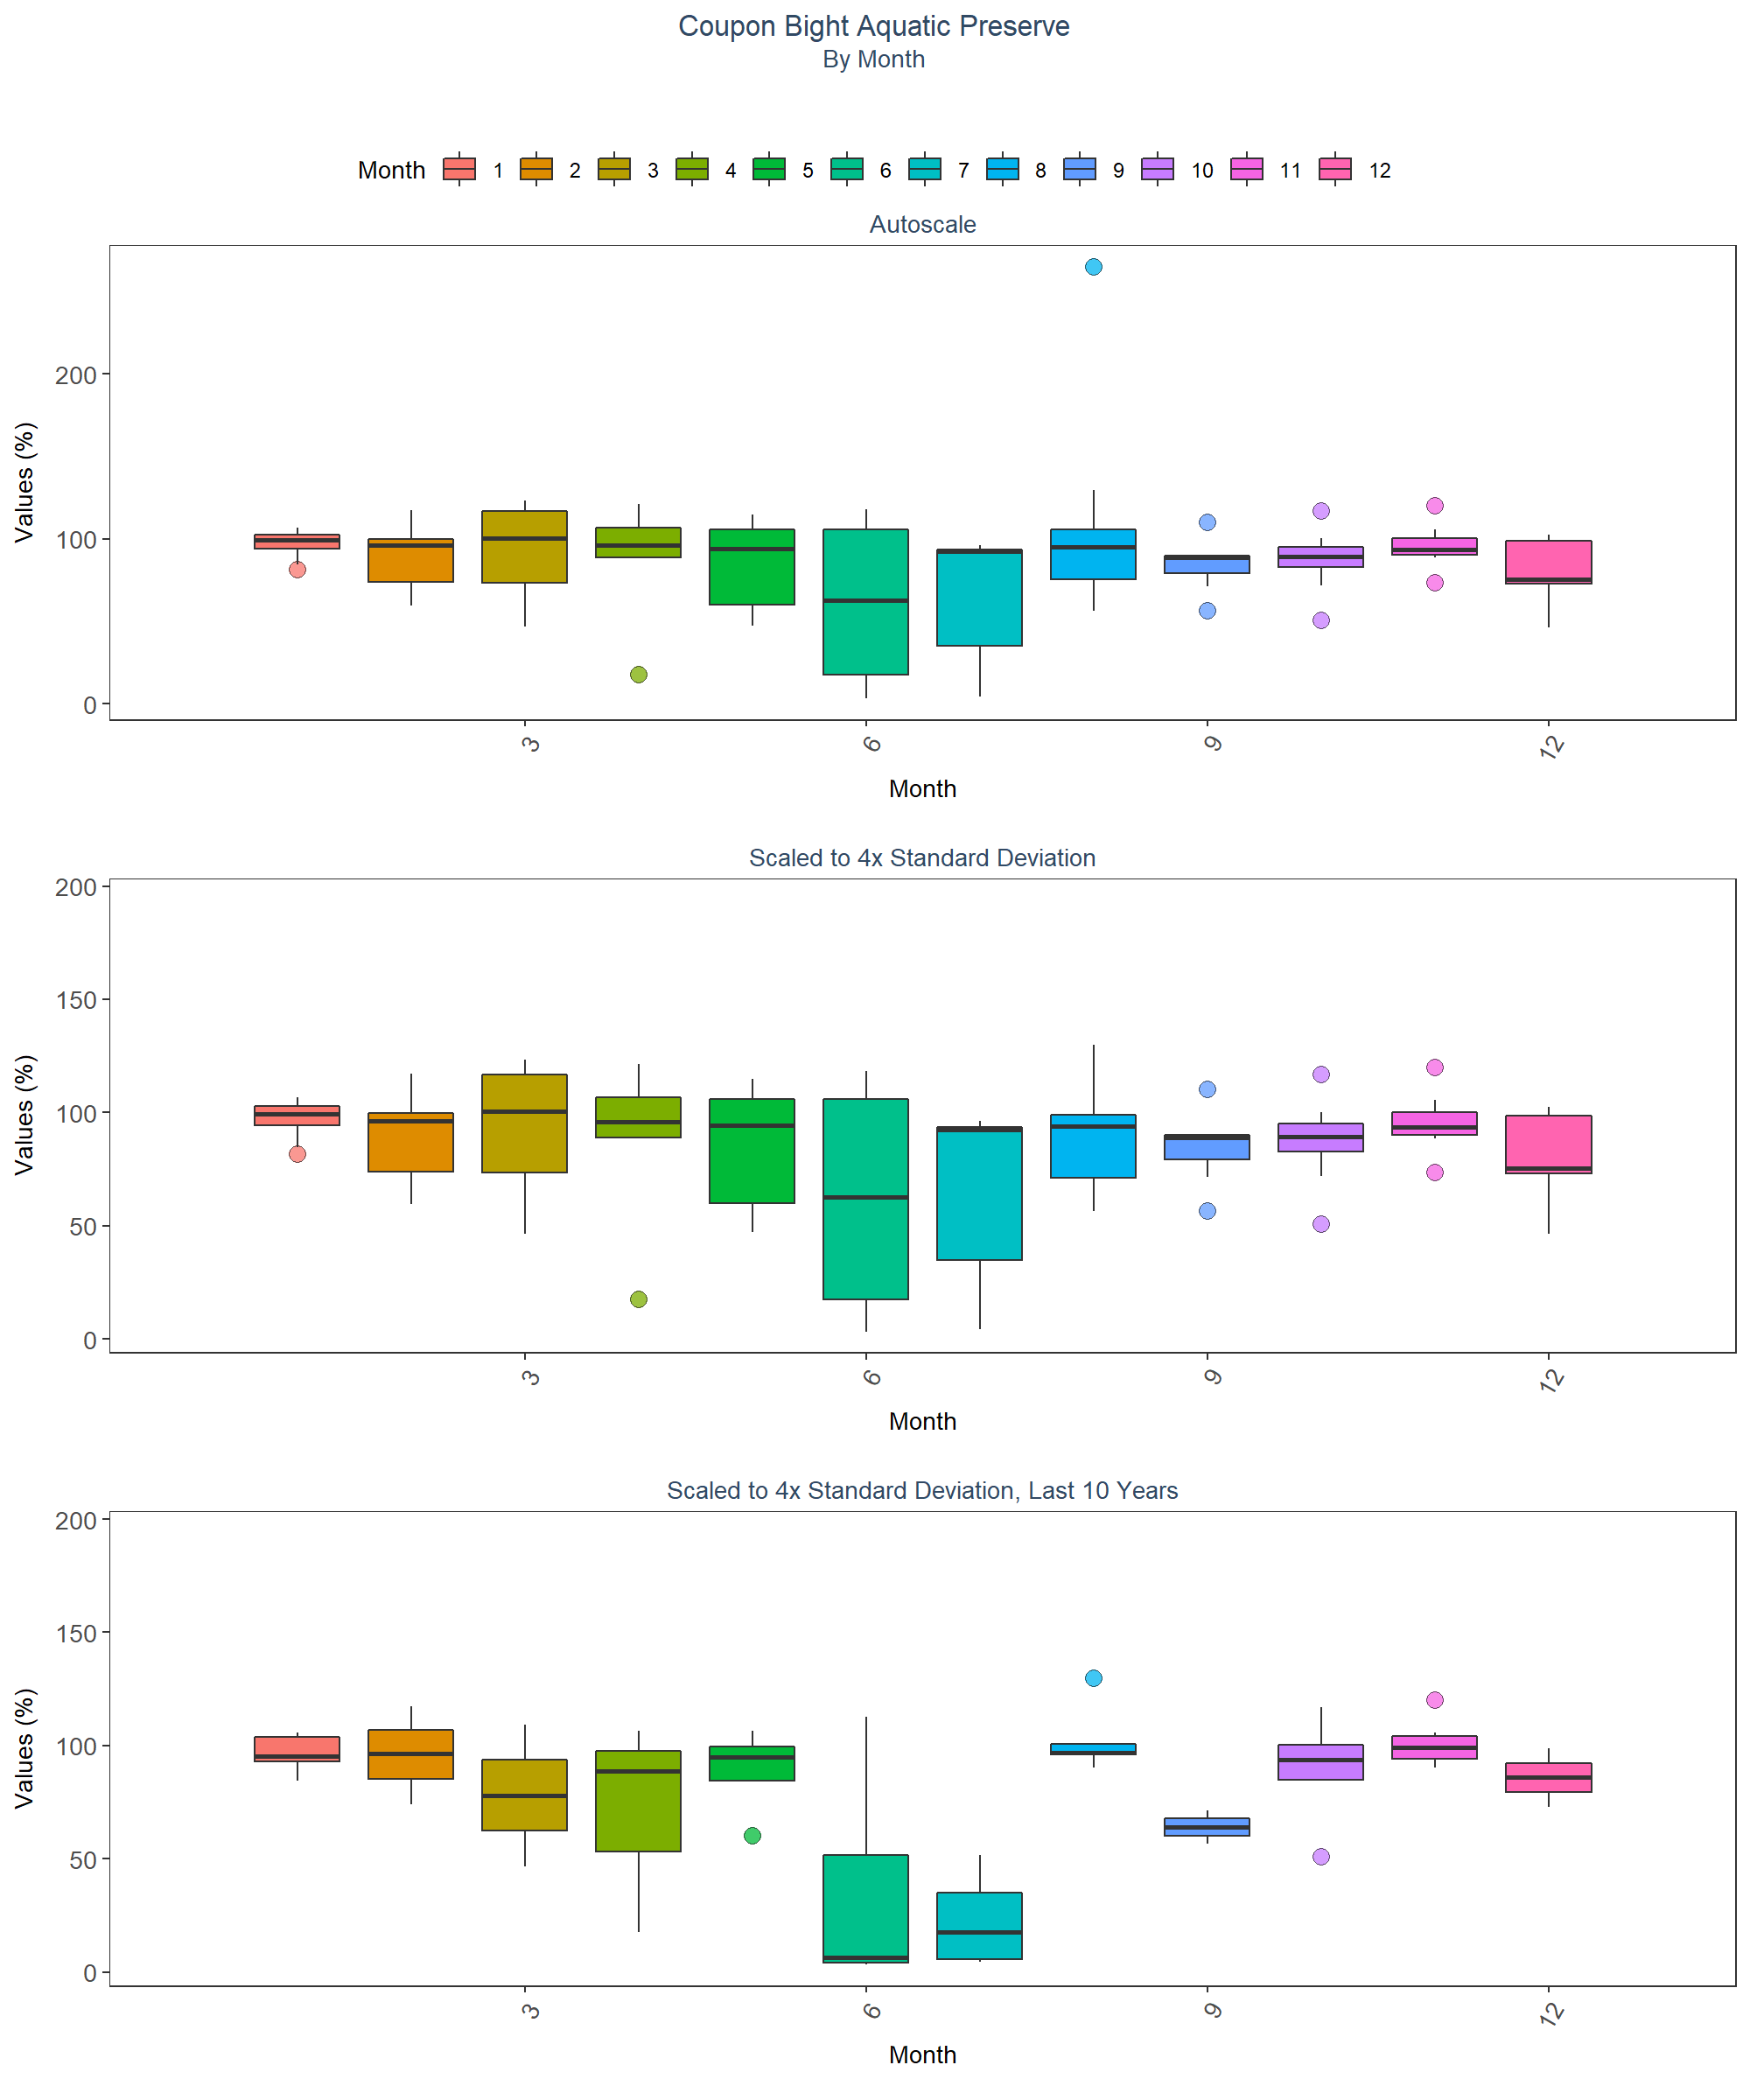 Coupon Bight Aquatic Preserve
By Month
Month 1 2 3 4 5 6 7 8 9 10 11 12
Autoscale
Values (%)
200
100
0
3 6 9 12
Month
Scaled to 4x Standard Deviation
Values (%)
200
150
100
50
0
3 6 9 12
Month
Scaled to 4x Standard Deviation, Last 10 Years
Values (%)
200
150
100
50
0
3 6 9 12
Month